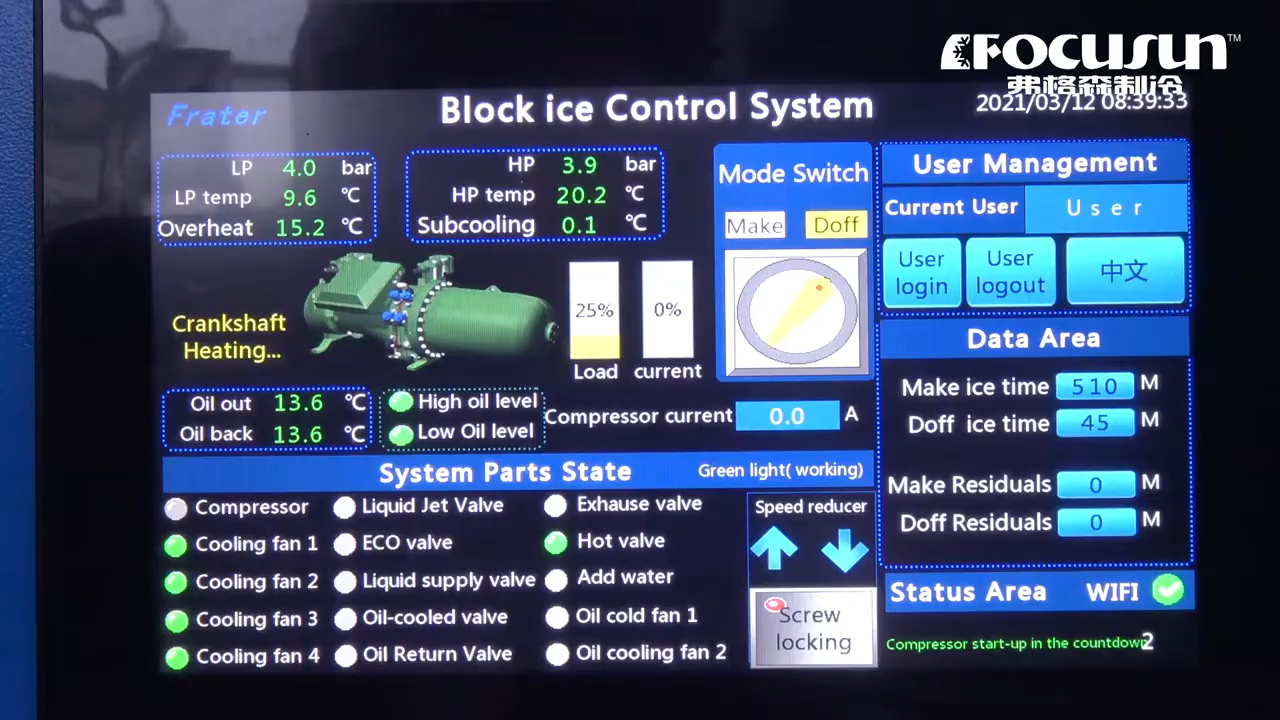 FOCUSUN™
弗格森制冷
Frater
Block ice Control System
2021/03/12 08:39:33
LP 4.0 bar
LP temp 9.6 ℃
Overheat 15.2 ℃
HP 3.9 bar
HP temp 20.2 ℃
Subcooling 0.1 ℃
Mode Switch
Make Doff
User Management
Current User User
User login
User logout
中文
Crankshaft
Heating...
25%
Load
0%
current
Data Area
Make ice time 510 M
Doff ice time 45 M
Make Residuals 0 M
Doff Residuals 0 M
Oil out 13.6 ℃
Oil back 13.6 ℃
High oil level
Low Oil level
Compressor current 0.0 A
System Parts State Green light( working)
Compressor Liquid Jet Valve Exhause valve
Cooling fan 1 ECO valve Hot valve
Cooling fan 2 Liquid supply valve Add water
Cooling fan 3 Oil-cooled valve Oil cold fan 1
Cooling fan 4 Oil Return Valve Oil cooling fan 2
Speed reducer
Screw
locking
Status Area WIFI
Compressor start-up in the countdown 2